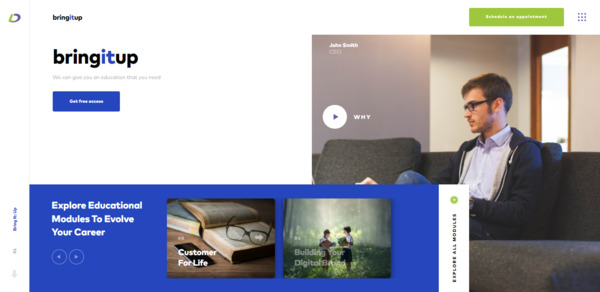 bringitup
Schedule an appointment
bringitup
We can give you an education that you need
Get free access
John Smith
CEO
WHY
Explore Educational
Modules To Evolve
Your Career
Customer
For Life
Building Your
Digital Brand
EXPLORE ALL MODULES
Bring It Up